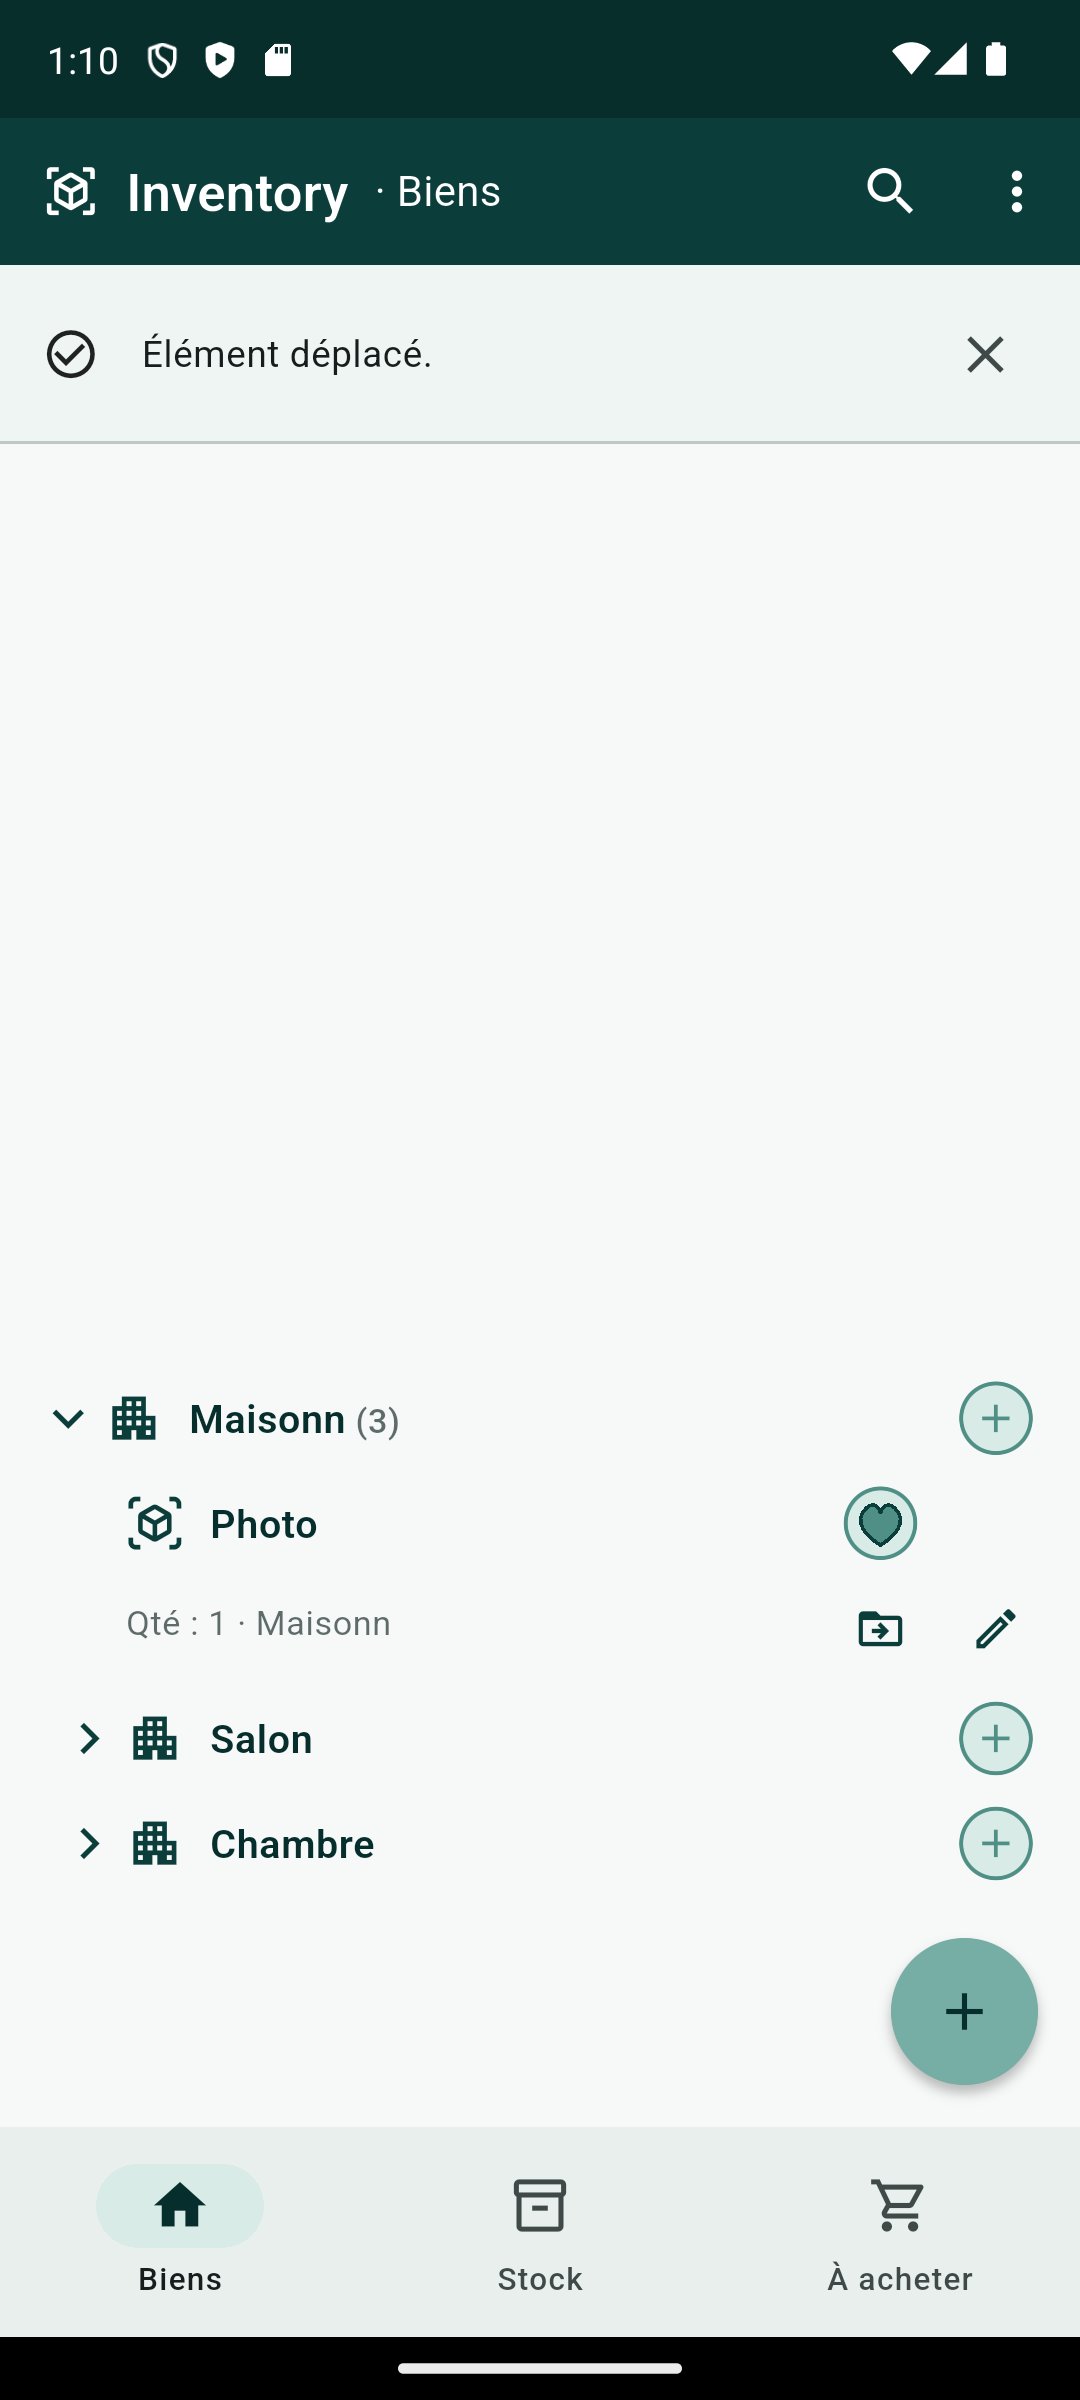 1:10
Inventory · Biens
Élément déplacé.
Maisonn (3)
Photo
Qté : 1 · Maisonn
Salon
Chambre
Biens
Stock
À acheter